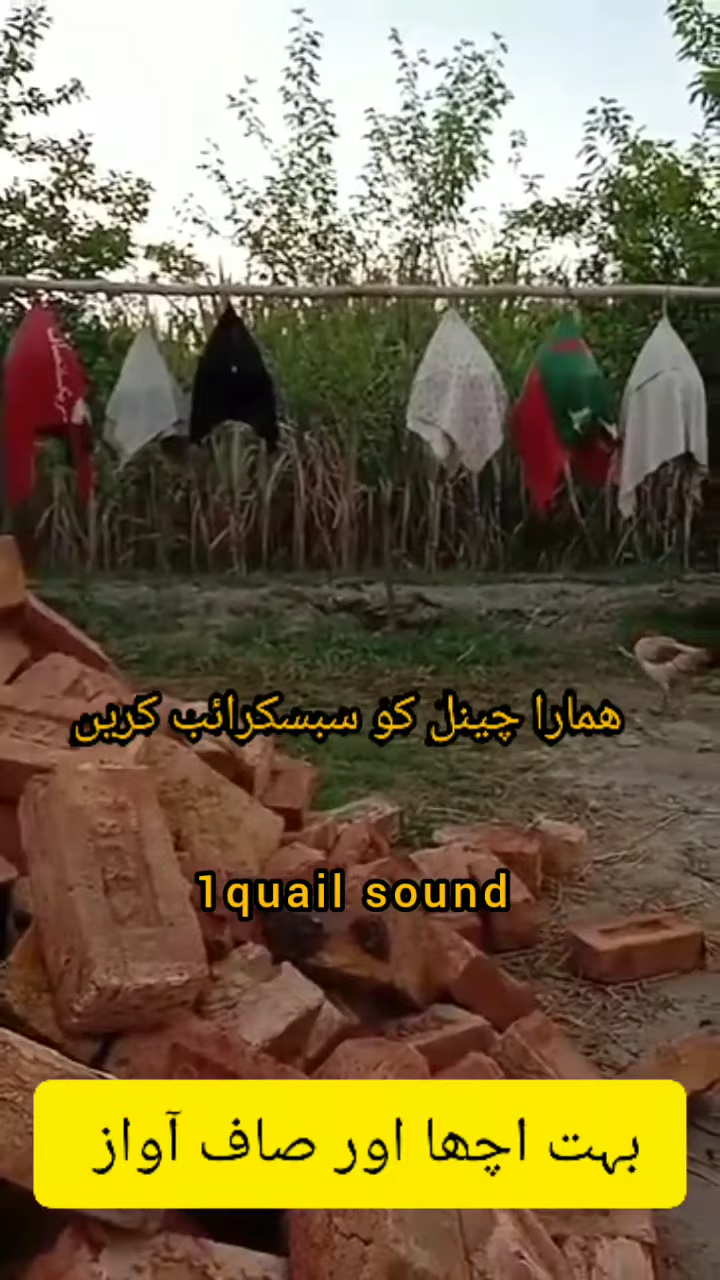 ہمارا چینل کو سبسکرائب کریں
1quail sound
بہت اچھا اور صاف آواز